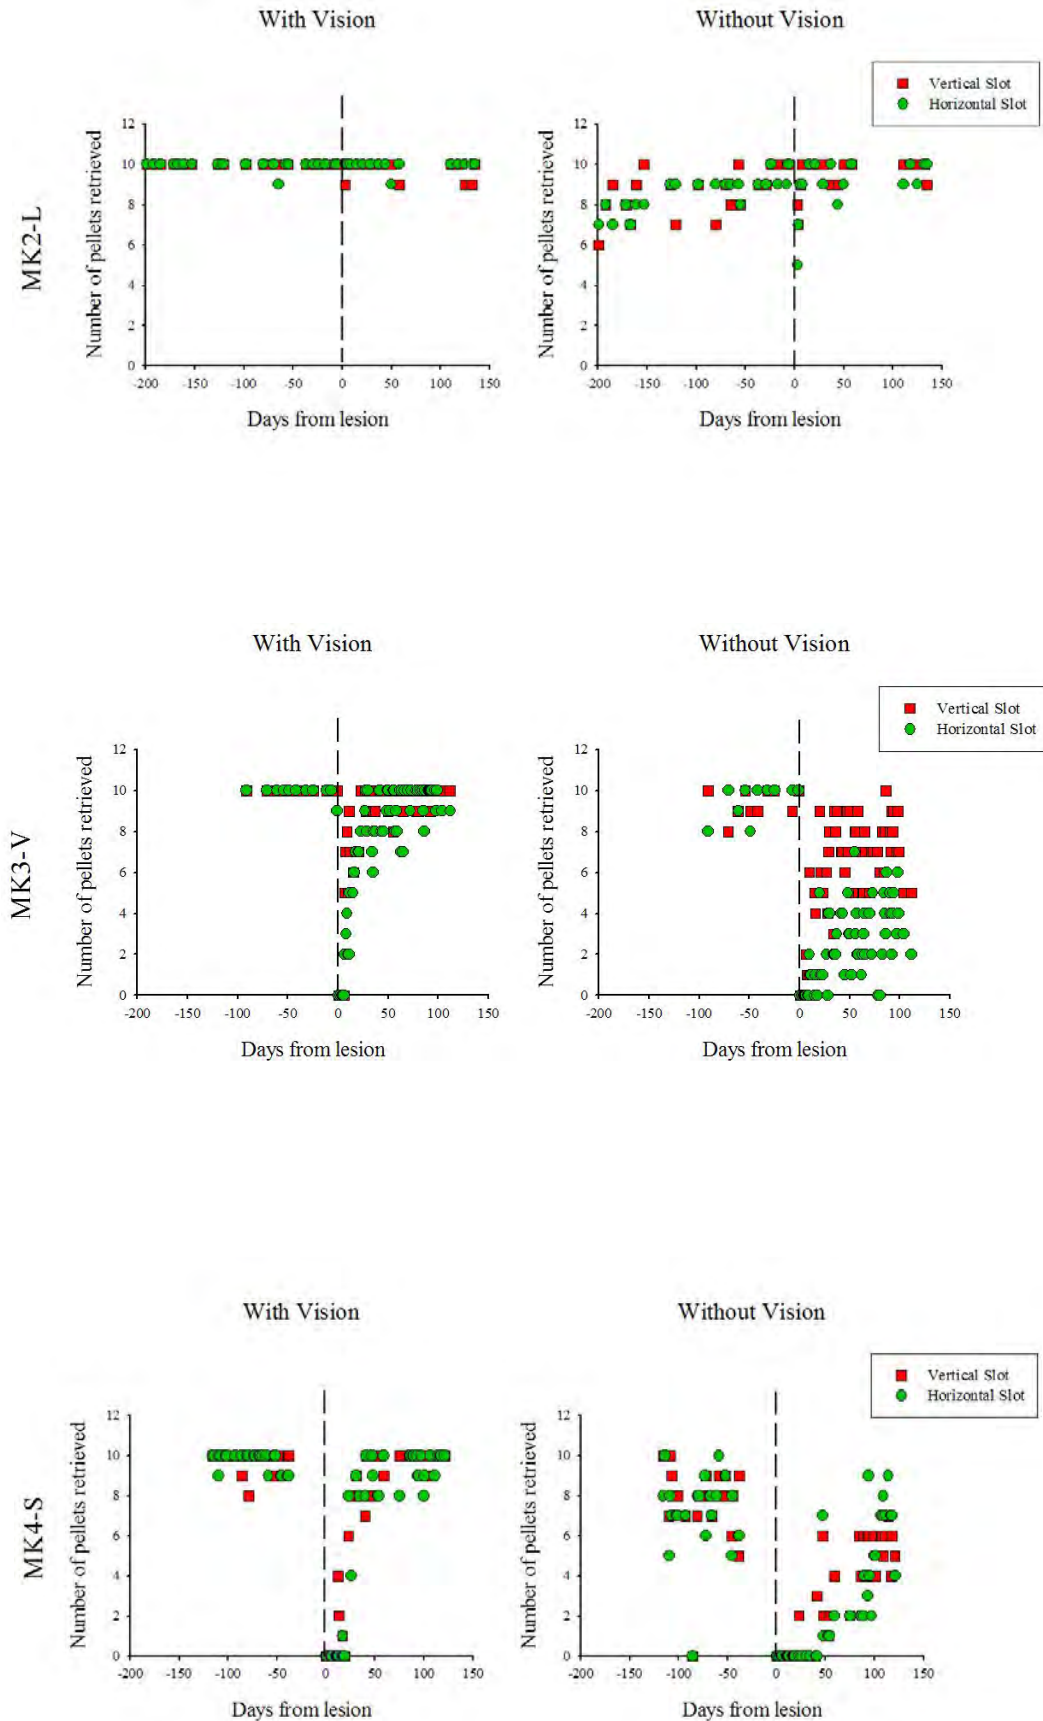 With Vision
Without Vision
Vertical Slot
Horizontal Slot
MK2-L
Number of pellets retrieved
12
10
8
6
4
2
0
-200 -150 -100 -50 0 50 100 150
Days from lesion
Number of pellets retrieved
12
10
8
6
4
2
0
-200 -150 -100 -50 0 50 100 150
Days from lesion
With Vision
Without Vision
Vertical Slot
Horizontal Slot
MK3-V
Number of pellets retrieved
12
10
8
6
4
2
0
-200 -150 -100 -50 0 50 100 150
Days from lesion
Number of pellets retrieved
12
10
8
6
4
2
0
-200 -150 -100 -50 0 50 100 150
Days from lesion
With Vision
Without Vision
Vertical Slot
Horizontal Slot
MK4-S
Number of pellets retrieved
12
10
8
6
4
2
0
-200 -150 -100 -50 0 50 100 150
Days from lesion
Number of pellets retrieved
12
10
8
6
4
2
0
-200 -150 -100 -50 0 50 100 150
Days from lesion